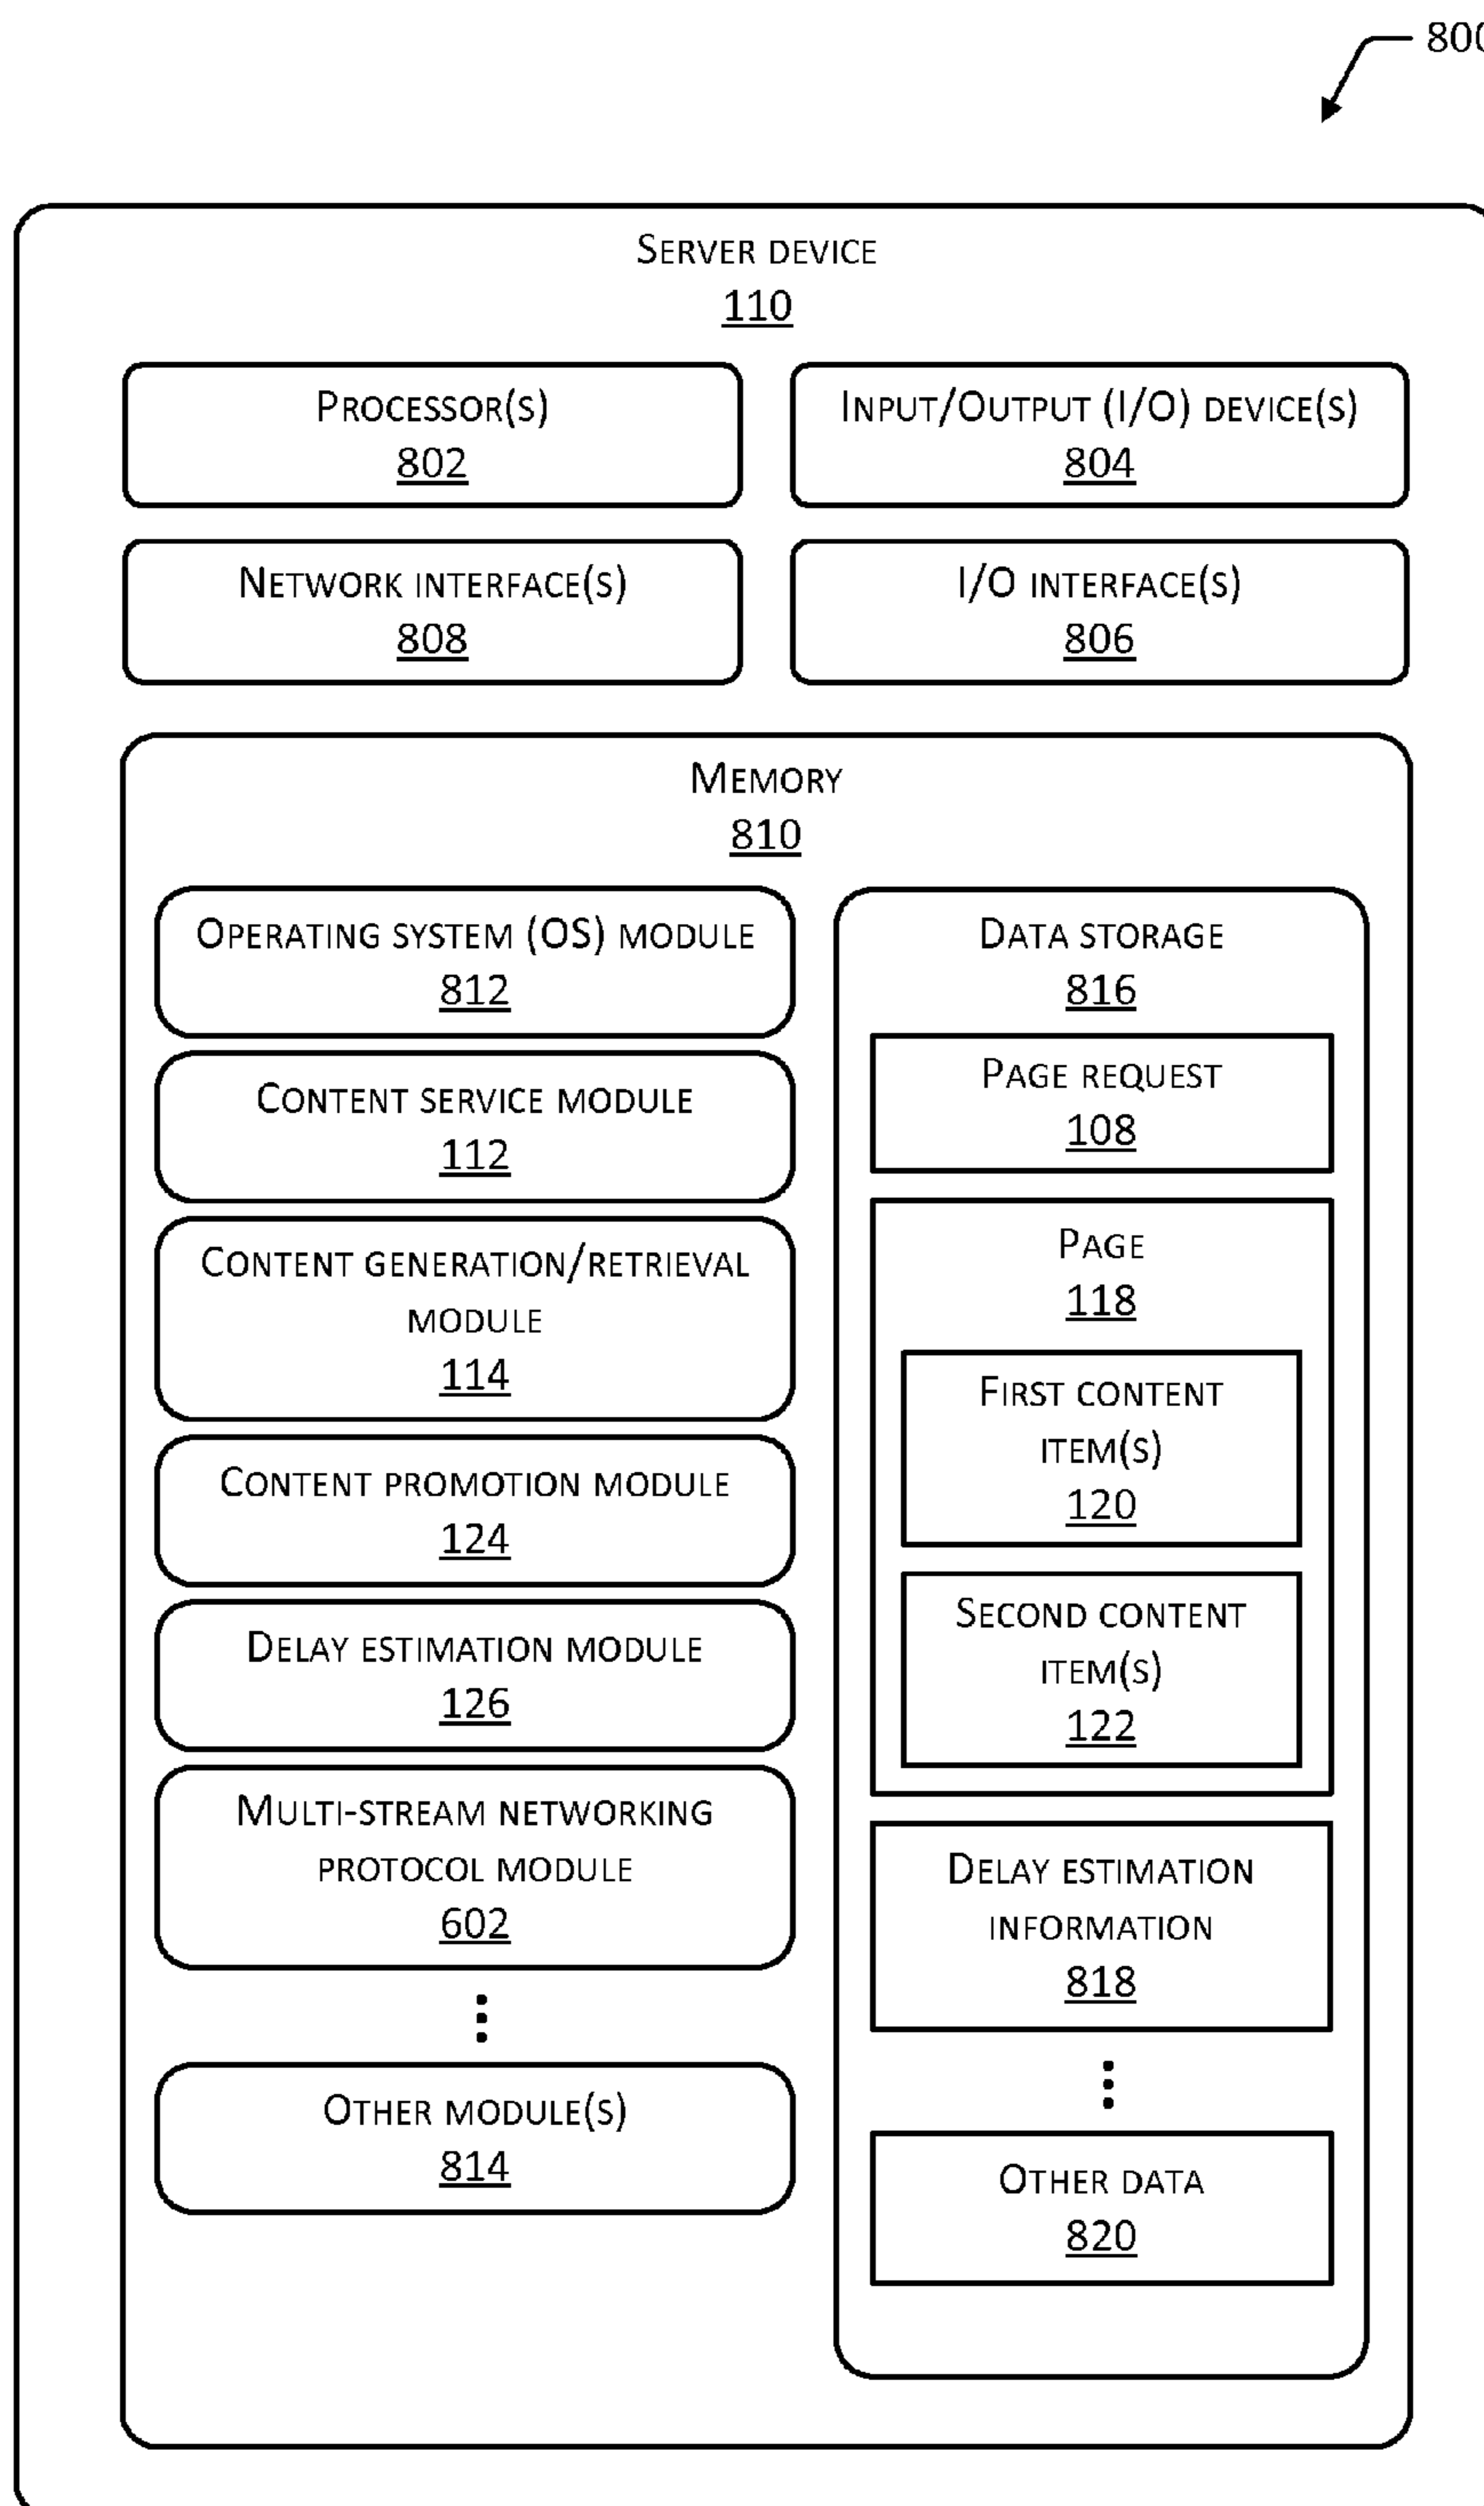 800
SERVER DEVICE
110
PROCESSOR(S)
802
INPUT/OUTPUT (I/O) DEVICE(S)
804
NETWORK INTERFACE(S)
808
I/O INTERFACE(S)
806
MEMORY
810
OPERATING SYSTEM (OS) MODULE
812
CONTENT SERVICE MODULE
112
CONTENT GENERATION/RETRIEVAL
MODULE
114
CONTENT PROMOTION MODULE
124
DELAY ESTIMATION MODULE
126
MULTI-STREAM NETWORKING
PROTOCOL MODULE
602
OTHER MODULE(S)
814
DATA STORAGE
816
PAGE REQUEST
108
PAGE
118
FIRST CONTENT
ITEM(S)
120
SECOND CONTENT
ITEM(S)
122
DELAY ESTIMATION
INFORMATION
818
OTHER DATA
820